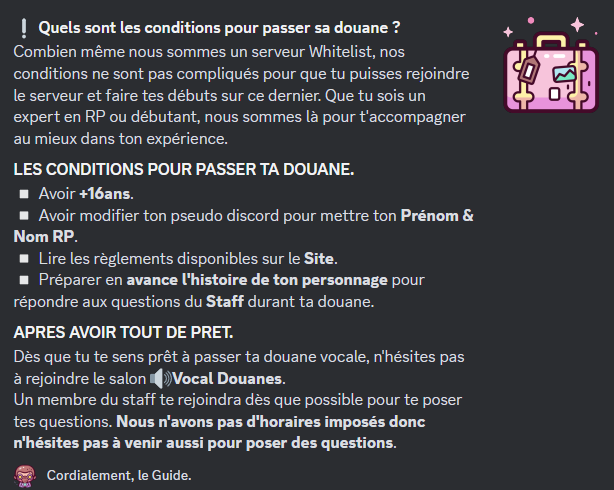 ❗ Quels sont les conditions pour passer sa douane ?
Combien même nous sommes un serveur Whitelist, nos
conditions ne sont pas compliqués pour que tu puisses rejoindre
le serveur et faire tes débuts sur ce dernier. Que tu sois un
expert en RP ou débutant, nous sommes là pour t'accompagner
au mieux dans ton expérience.
LES CONDITIONS POUR PASSER TA DOUANE.
▫️ Avoir +16ans.
▫️ Avoir modifier ton pseudo discord pour mettre ton Prénom &
Nom RP.
▫️ Lire les règlements disponibles sur le Site.
▫️ Préparer en avance l'histoire de ton personnage pour
répondre aux questions du Staff durant ta douane.
APRES AVOIR TOUT DE PRET.
Dès que tu te sens prêt à passer ta douane vocale, n'hésites pas
à rejoindre le salon 🔊Vocal Douanes.
Un membre du staff te rejoindra dès que possible pour te poser
tes questions. Nous n'avons pas d'horaires imposés donc
n'hésites pas à venir aussi pour poser des questions.
Cordialement, le Guide.